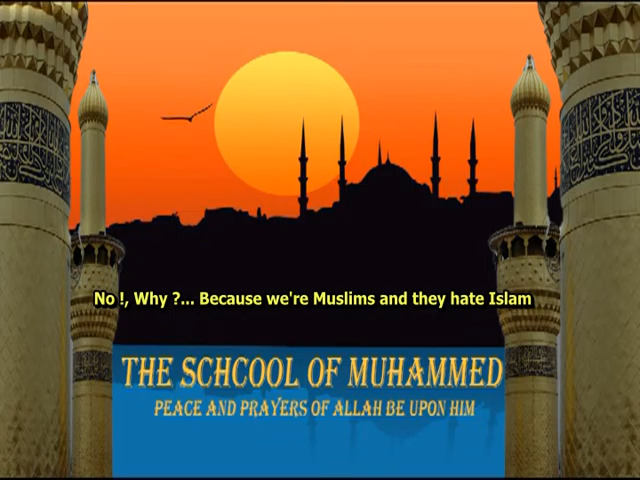 No !, Why ?... Because we're Muslims and they hate Islam
THE SCHCOOL OF MUHAMMED
PEACE AND PRAYERS OF ALLAH BE UPON HIM